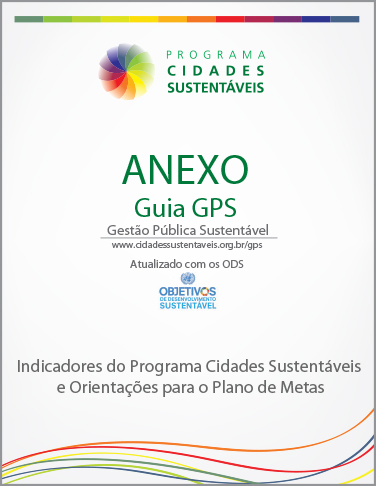 PROGRAMA
CIDADES
SUSTENTÁVEIS
ANEXO
Guia GPS
Gestão Pública Sustentável
www.cidadessustentaveis.org.br/gps
Atualizado com os ODS
OBJETIVOS
DE DESENVOLVIMENTO
SUSTENTÁVEL
Indicadores do Programa Cidades Sustentáveis
e Orientações para o Plano de Metas